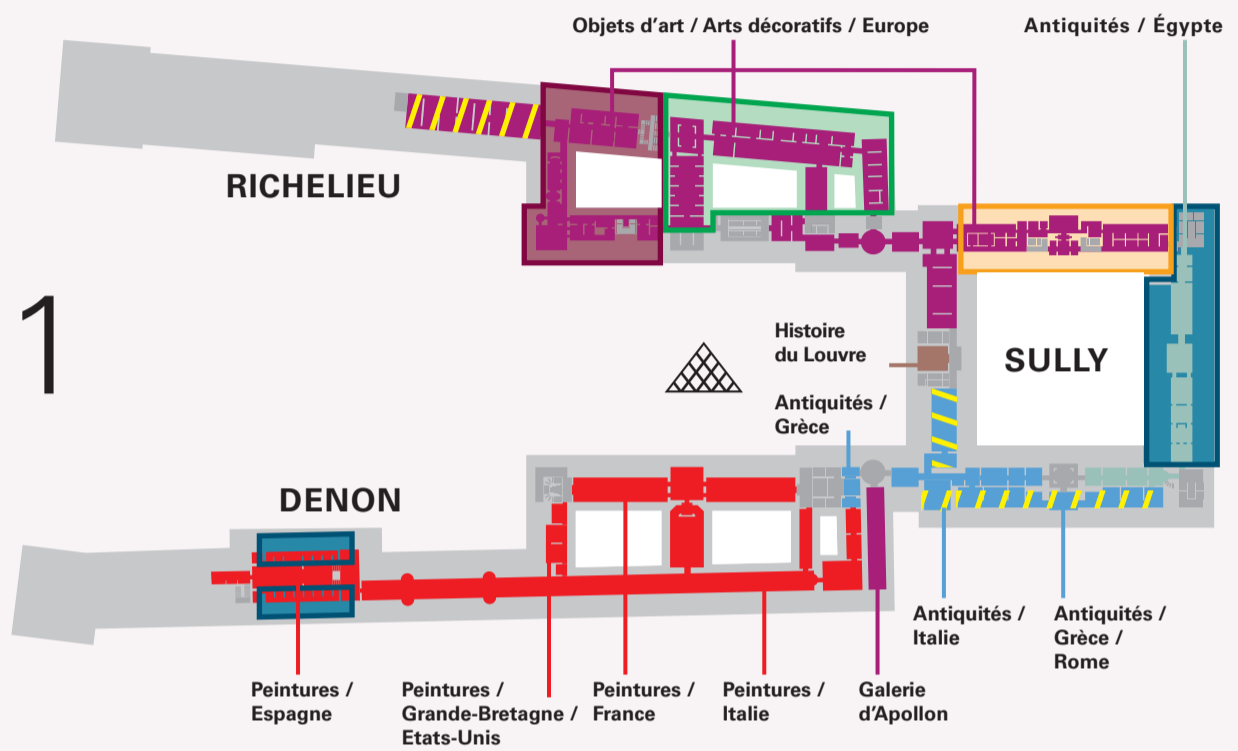 Objets d'art / Arts décoratifs / Europe
Antiquités / Égypte
RICHELIEU
1
Histoire
du Louvre
SULLY
Antiquités /
Grèce
DENON
Antiquités /
Italie
Antiquités /
Grèce /
Rome
Peintures /
Espagne
Peintures /
Grande-Bretagne /
Etats-Unis
Peintures /
France
Peintures /
Italie
Galerie
d'Apollon